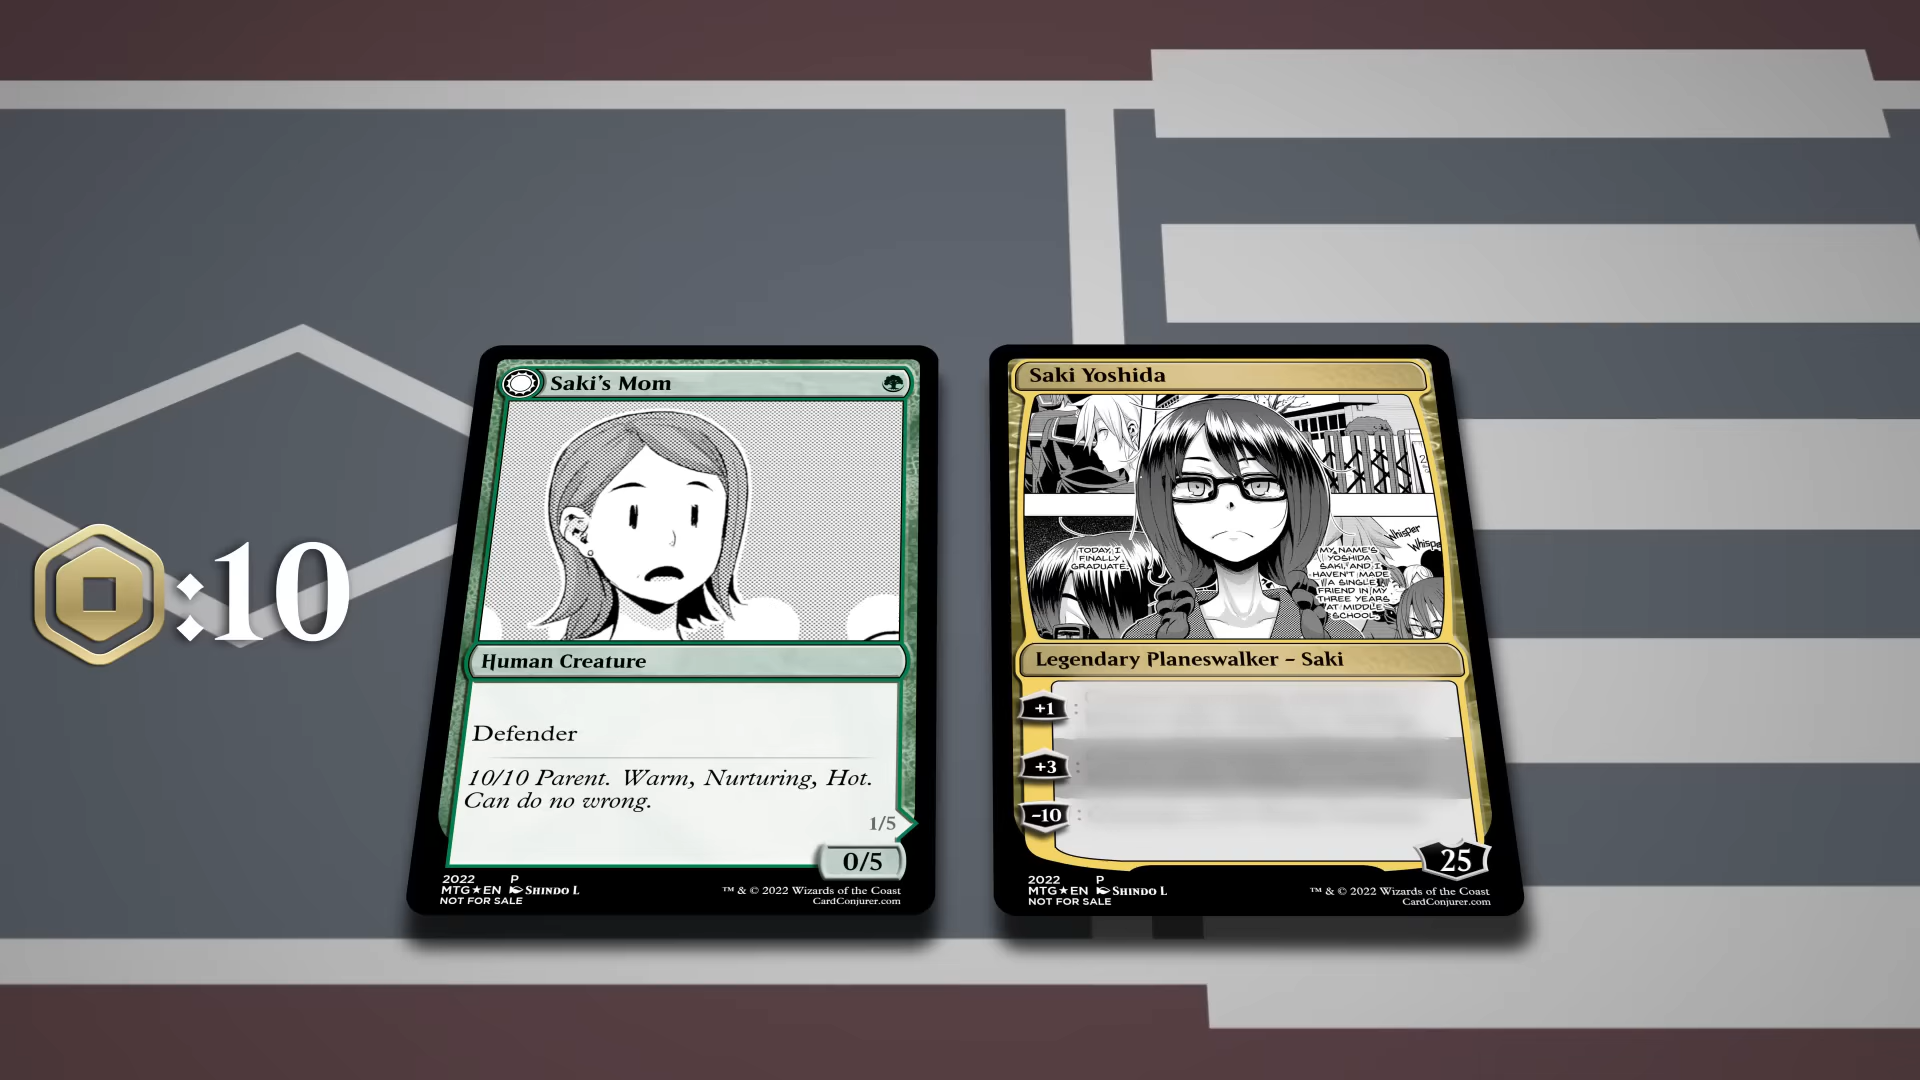 :10
Saki's Mom
Human Creature
Defender
10/10 Parent. Warm, Nurturing, Hot.
Can do no wrong.
1/5
0/5
2022 P
MTG★EN SHINDO L
NOT FOR SALE
™ & © 2022 Wizards of the Coast
CardConjurer.com
Saki Yoshida
TODAY, I
FINALLY
GRADUATE.
Whisper
Whisper
MY NAME'S
YOSHIDA
SAKI, AND I
HAVEN'T MADE
A SINGLE
FRIEND IN MY
THREE YEARS
AT MIDDLE
SCHOOL.
Legendary Planeswalker – Saki
+1 :
+3 :
-10 :
25
2022 P
MTG★EN SHINDO L
NOT FOR SALE
™ & © 2022 Wizards of the Coast
CardConjurer.com